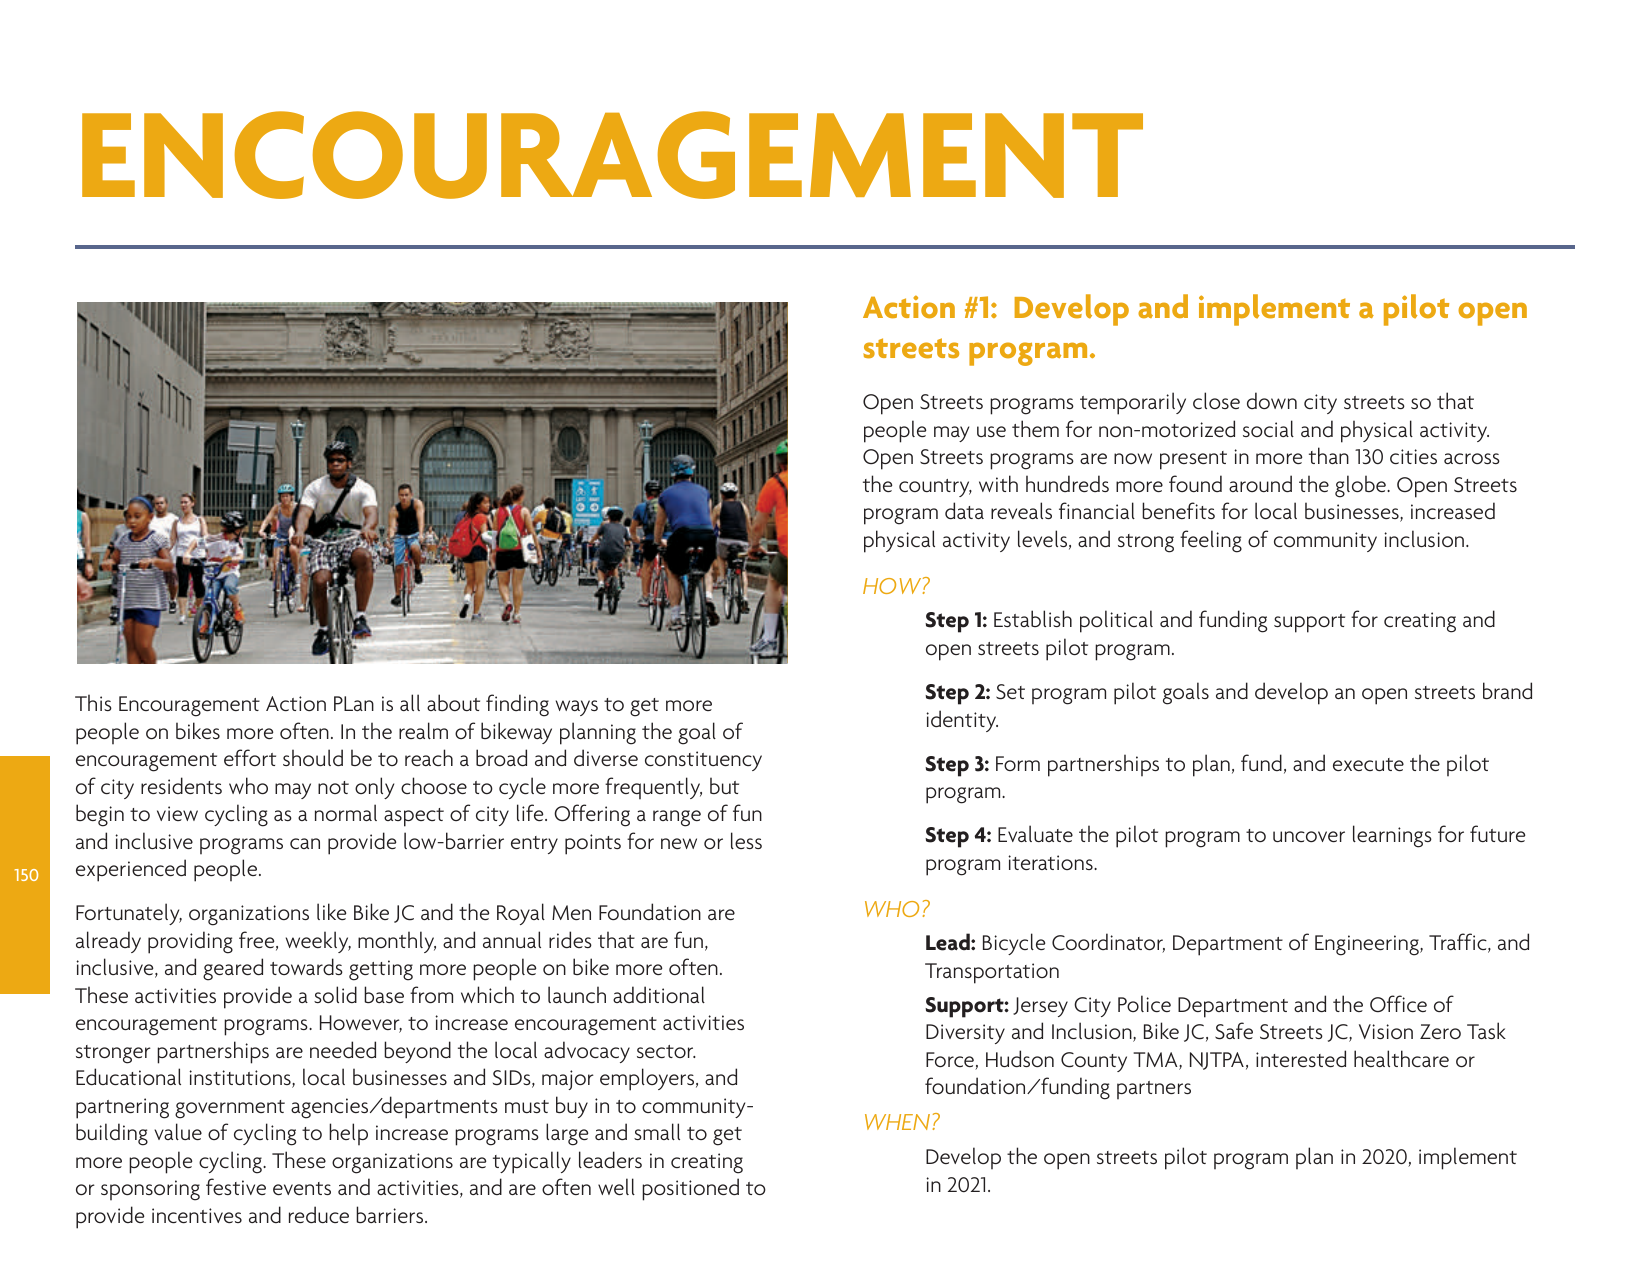 ENCOURAGEMENT
This Encouragement Action PLan is all about finding ways to get more
people on bikes more often. In the realm of bikeway planning the goal of
encouragement effort should be to reach a broad and diverse constituency
of city residents who may not only choose to cycle more frequently, but
begin to view cycling as a normal aspect of city life. Offering a range of fun
and inclusive programs can provide low-barrier entry points for new or less
experienced people.
Fortunately, organizations like Bike JC and the Royal Men Foundation are
already providing free, weekly, monthly, and annual rides that are fun,
inclusive, and geared towards getting more people on bike more often.
These activities provide a solid base from which to launch additional
encouragement programs. However, to increase encouragement activities
stronger partnerships are needed beyond the local advocacy sector.
Educational institutions, local businesses and SIDs, major employers, and
partnering government agencies/departments must buy in to community-
building value of cycling to help increase programs large and small to get
more people cycling. These organizations are typically leaders in creating
or sponsoring festive events and activities, and are often well positioned to
provide incentives and reduce barriers.
150
Action #1:  Develop and implement a pilot open
streets program.
Open Streets programs temporarily close down city streets so that
people may use them for non-motorized social and physical activity.
Open Streets programs are now present in more than 130 cities across
the country, with hundreds more found around the globe. Open Streets
program data reveals financial benefits for local businesses, increased
physical activity levels, and strong feeling of community inclusion.
HOW?
Step 1: Establish political and funding support for creating and
open streets pilot program.
Step 2: Set program pilot goals and develop an open streets brand
identity.
Step 3: Form partnerships to plan, fund, and execute the pilot
program.
Step 4: Evaluate the pilot program to uncover learnings for future
program iterations.
WHO?
Lead: Bicycle Coordinator, Department of Engineering, Traffic, and
Transportation
Support: Jersey City Police Department and the Office of
Diversity and Inclusion, Bike JC, Safe Streets JC, Vision Zero Task
Force, Hudson County TMA, NJTPA, interested healthcare or
foundation/funding partners
WHEN?
Develop the open streets pilot program plan in 2020, implement
in 2021.